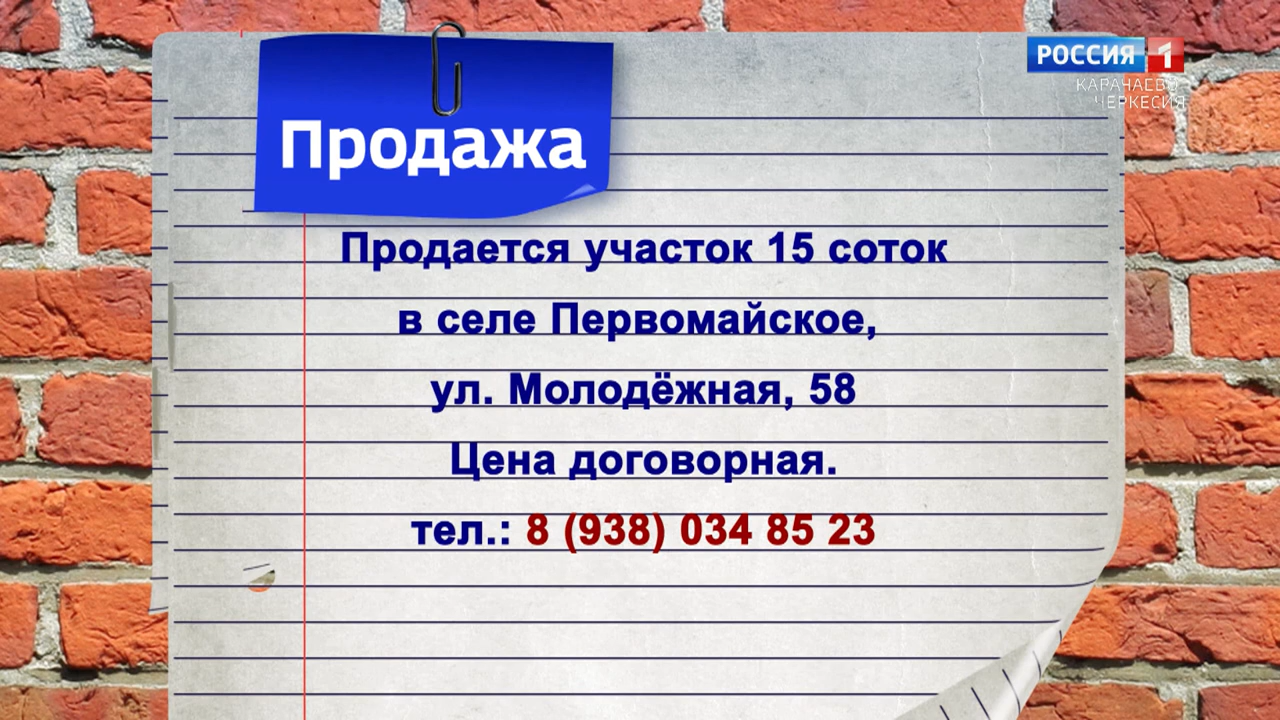 РОССИЯ 1
КАРАЧАЕВО-
ЧЕРКЕСИЯ
Продажа
Продается участок 15 соток
в селе Первомайское,
ул. Молодёжная, 58
Цена договорная.
тел.: 8 (938) 034 85 23